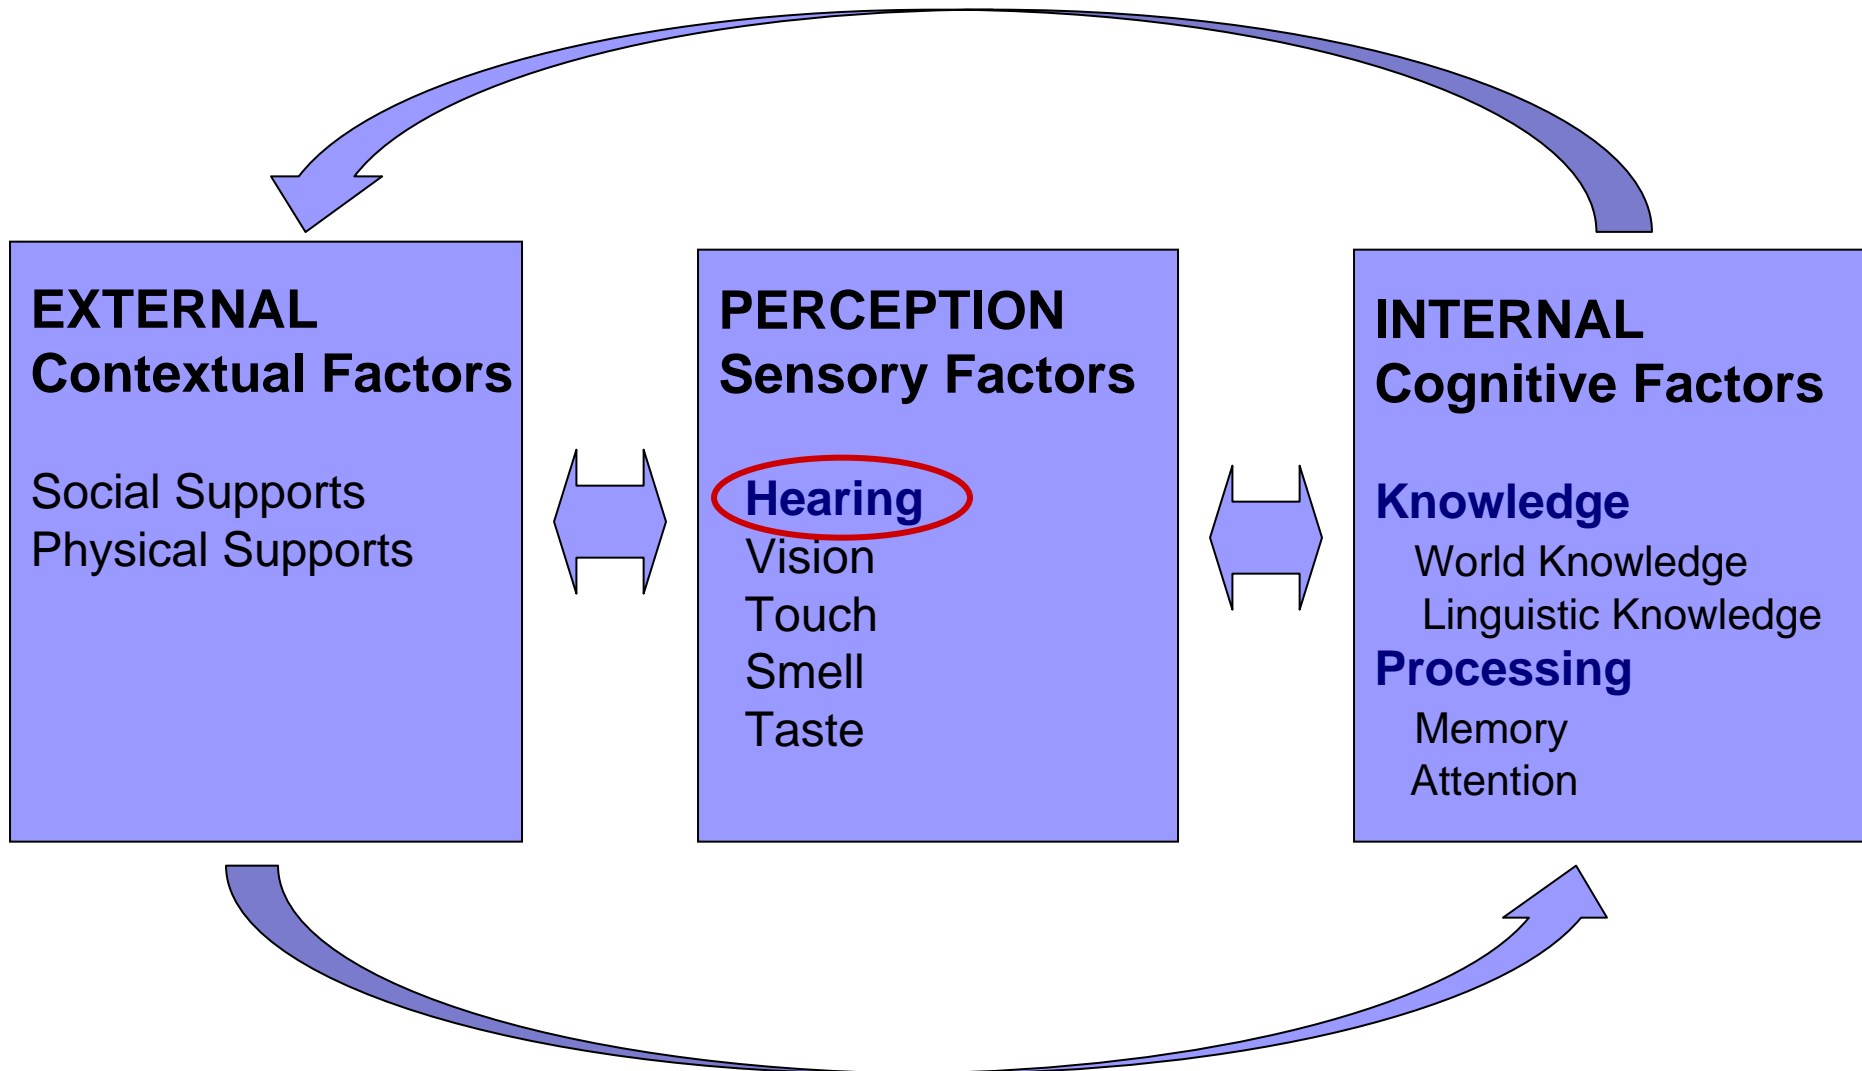 EXTERNAL
Contextual Factors
Social Supports
Physical Supports
PERCEPTION
Sensory Factors
Hearing
Vision
Touch
Smell
Taste
INTERNAL
Cognitive Factors
Knowledge
World Knowledge
Linguistic Knowledge
Processing
Memory
Attention